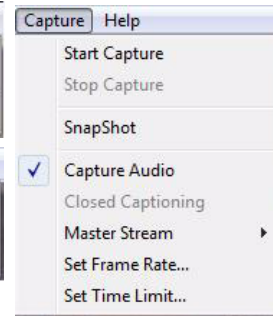 Capture Help
Start Capture
Stop Capture
SnapShot
Capture Audio
Closed Captioning
Master Stream
Set Frame Rate...
Set Time Limit...